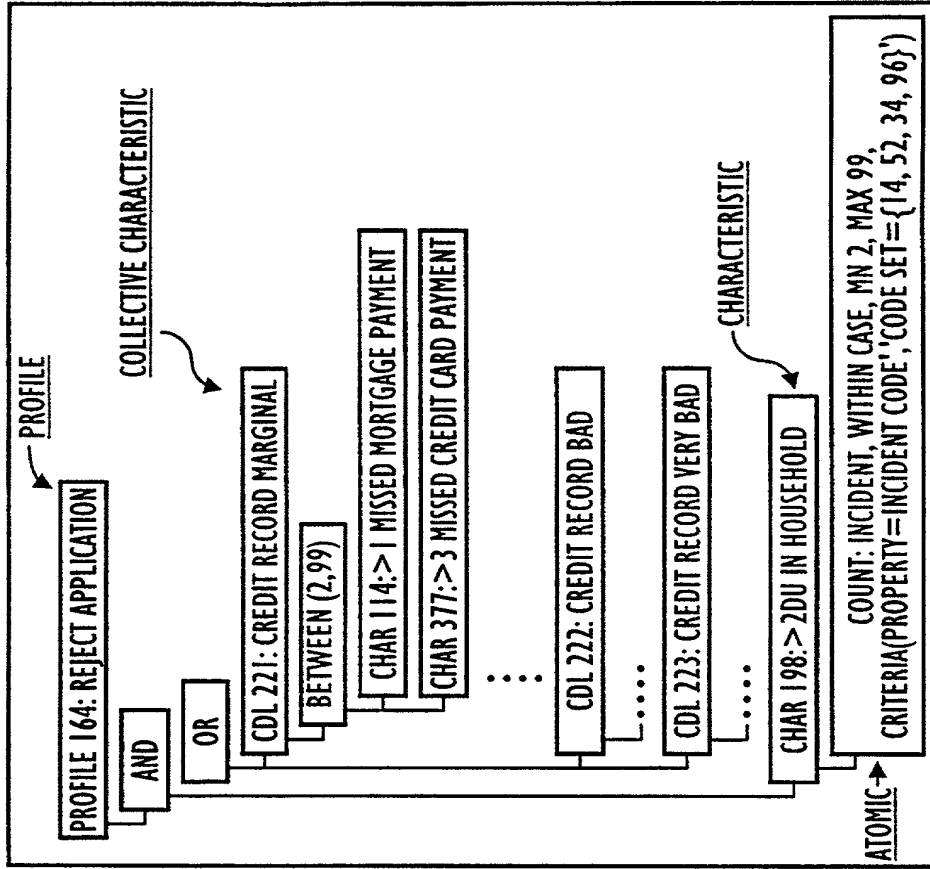 PROFILE
PROFILE 164: REJECT APPLICATION
AND
OR
COLLECTIVE CHARACTERISTIC
CDL 221: CREDIT RECORD MARGINAL
BETWEEN (2,99)
CHAR 114:> 1 MISSED MORTGAGE PAYMENT
CHAR 377:> 3 MISSED CREDIT CARD PAYMENT
....
CDL 222: CREDIT RECORD BAD
.....
CDL 223: CREDIT RECORD VERY BAD
.....
CHARACTERISTIC
CHAR 198:> 2DU IN HOUSEHOLD
ATOMIC
COUNT: INCIDENT, WITHIN CASE, MN 2, MAX 99,
CRITERIA(PROPERTY=INCIDENT CODE','CODE SET={14, 52, 34, 96}')